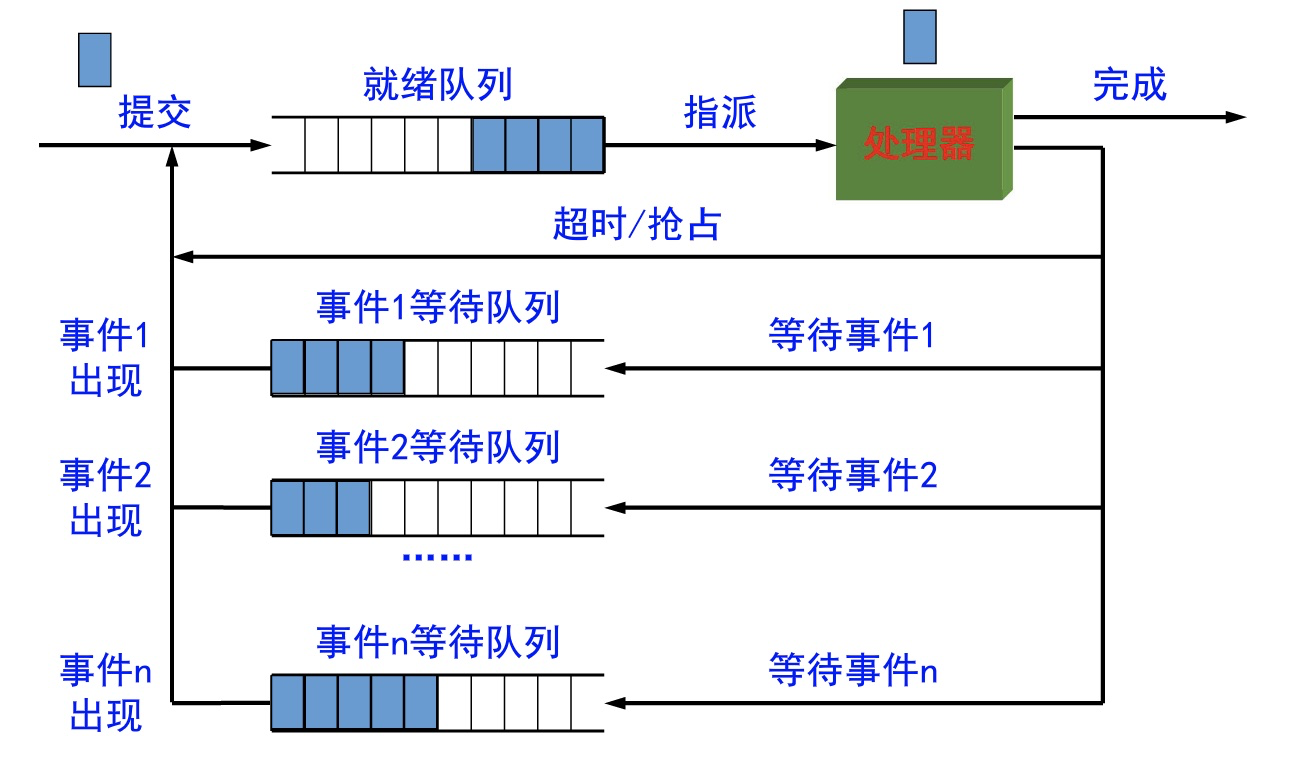 就绪队列
完成
提交
指派
处理器
超时/抢占
事件1等待队列
事件1
出现
等待事件1
事件2等待队列
事件2
出现
等待事件2
……
事件n等待队列
事件n
出现
等待事件n